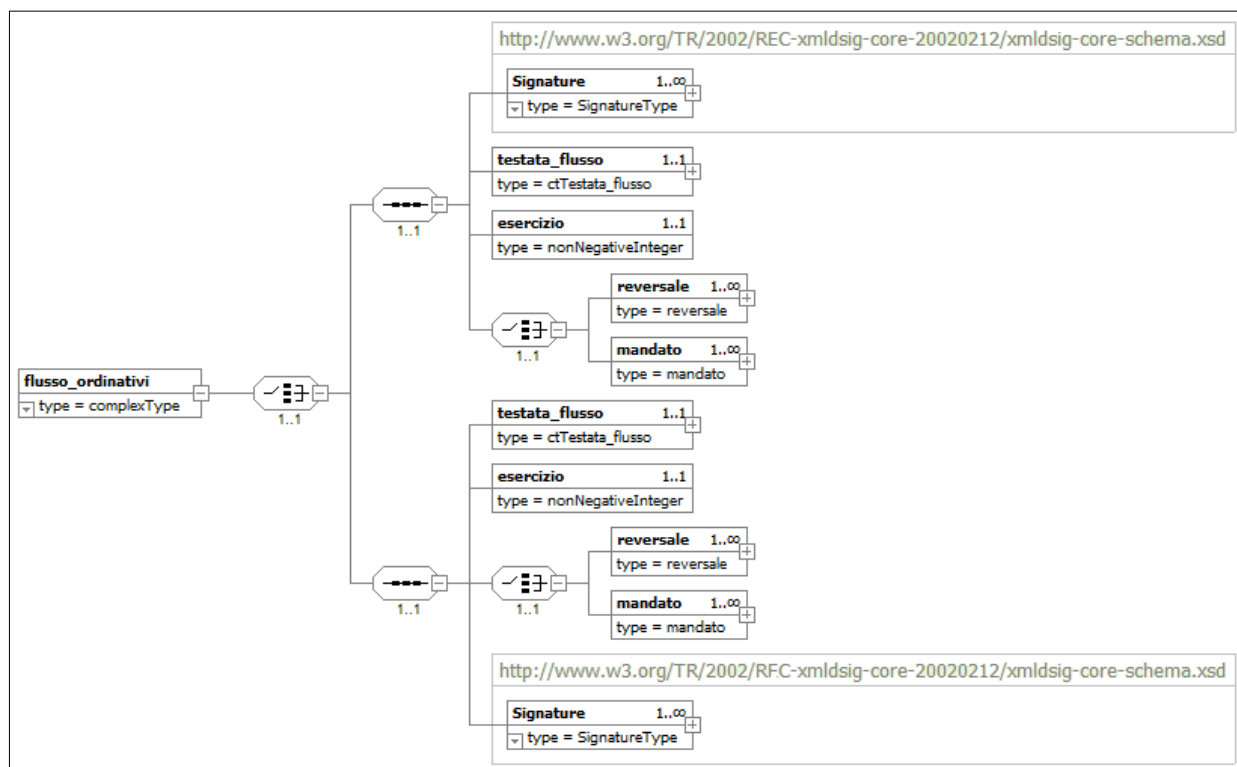 http://www.w3.org/TR/2002/REC-xmldsig-core-20020212/xmldsig-core-schema.xsd
Signature 1..∞
type = SignatureType
testata_flusso 1..1
type = ctTestata_flusso
1..1
esercizio 1..1
type = nonNegativeInteger
reversale 1..∞
type = reversale
1..1
mandato 1..∞
type = mandato
flusso_ordinativi
type = complexType
1..1
testata_flusso 1..1
type = ctTestata_flusso
esercizio 1..1
type = nonNegativeInteger
reversale 1..∞
type = reversale
1..1
1..1
mandato 1..∞
type = mandato
http://www.w3.org/TR/2002/REC-xmldsig-core-20020212/xmldsig-core-schema.xsd
Signature 1..∞
type = SignatureType